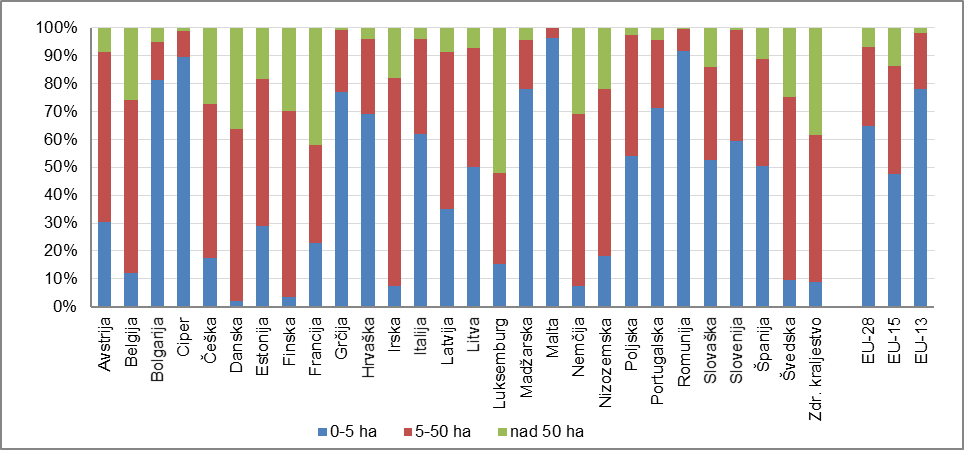 100%
90%
80%
70%
60%
50%
40%
30%
20%
10%
0%
Avstrija
Belgija
Bolgarija
Ciper
Češka
Danska
Estonija
Finska
Francija
Grčija
Hrvaška
Irska
Italija
Latvija
Litva
Luksemburg
Madžarska
Malta
Nemčija
Nizozemska
Poljska
Portugalska
Romunija
Slovaška
Slovenija
Španija
Švedska
Zdr. kraljestvo
EU-28
EU-15
EU-13
0-5 ha
5-50 ha
nad 50 ha